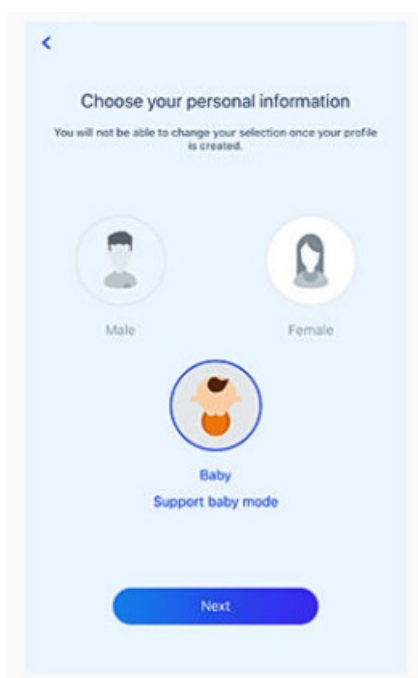 Choose your personal information
You will not be able to change your selection once your profile
is created.
Male
Female
Baby
Support baby mode
Next